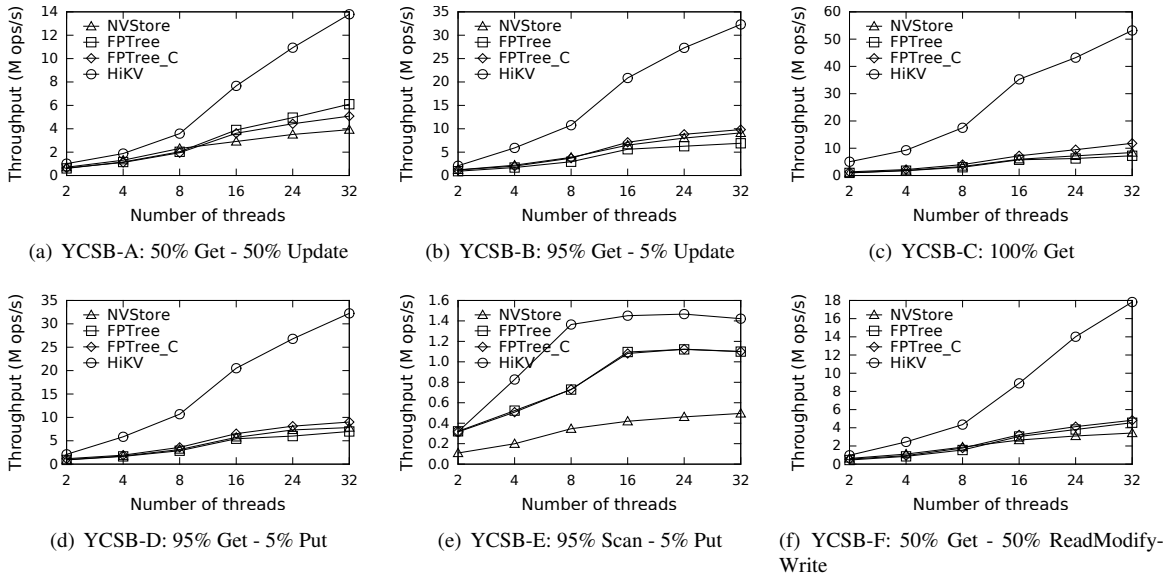 14
12
10
8
6
4
2
0
Throughput (M ops/s)
NVStore
FPTree
FPTree_C
HiKV
2 4 8 16 24 32
Number of threads
(a) YCSB-A: 50% Get - 50% Update
35
30
25
20
15
10
5
0
Throughput (M ops/s)
NVStore
FPTree
FPTree_C
HiKV
2 4 8 16 24 32
Number of threads
(b) YCSB-B: 95% Get - 5% Update
60
50
40
30
20
10
0
Throughput (M ops/s)
NVStore
FPTree
FPTree_C
HiKV
2 4 8 16 24 32
Number of threads
(c) YCSB-C: 100% Get
35
30
25
20
15
10
5
0
Throughput (M ops/s)
NVStore
FPTree
FPTree_C
HiKV
2 4 8 16 24 32
Number of threads
(d) YCSB-D: 95% Get - 5% Put
1.6
1.4
1.2
1.0
0.8
0.6
0.4
0.2
0.0
Throughput (M ops/s)
NVStore
FPTree
FPTree_C
HiKV
2 4 8 16 24 32
Number of threads
(e) YCSB-E: 95% Scan - 5% Put
18
16
14
12
10
8
6
4
2
0
Throughput (M ops/s)
NVStore
FPTree
FPTree_C
HiKV
2 4 8 16 24 32
Number of threads
(f) YCSB-F: 50% Get - 50% ReadModify-
Write